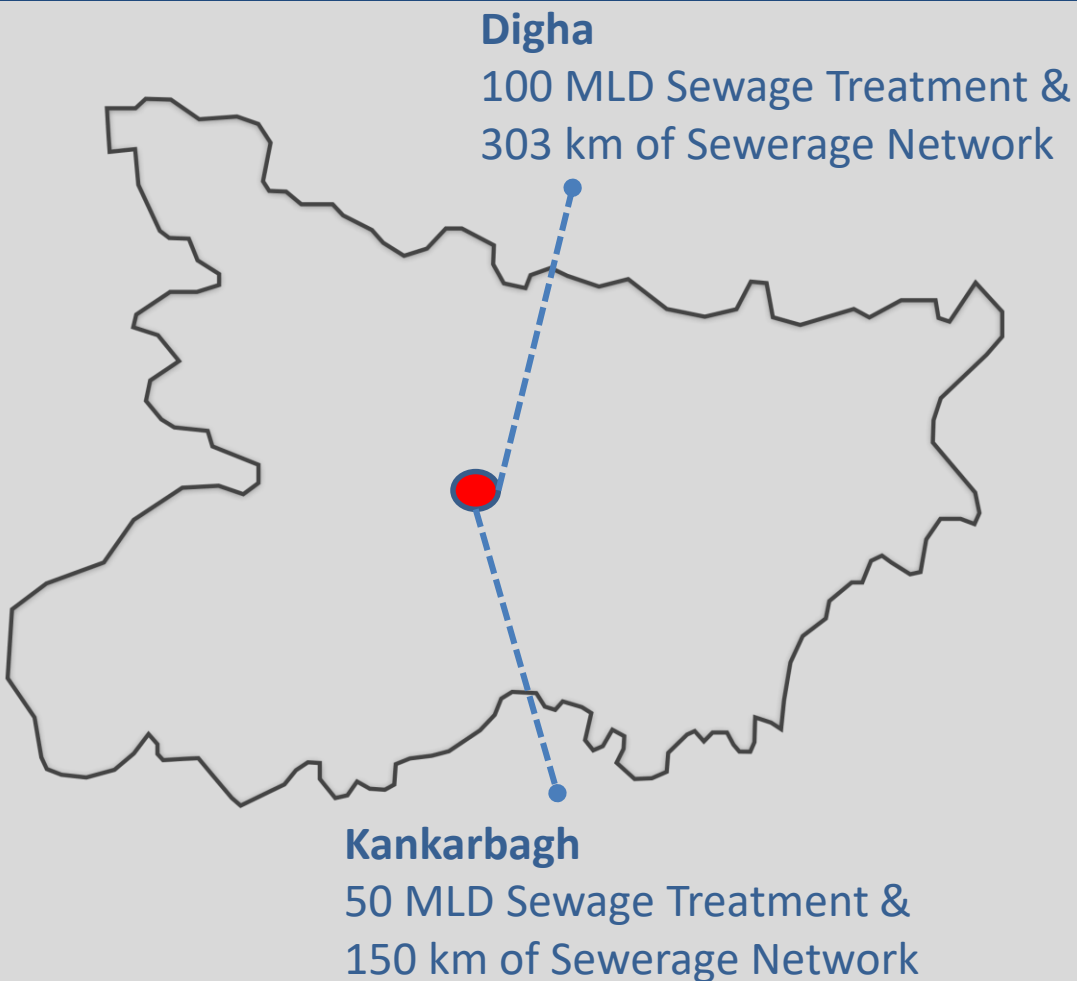 Digha
100 MLD Sewage Treatment &
303 km of Sewerage Network
Kankarbagh
50 MLD Sewage Treatment &
150 km of Sewerage Network